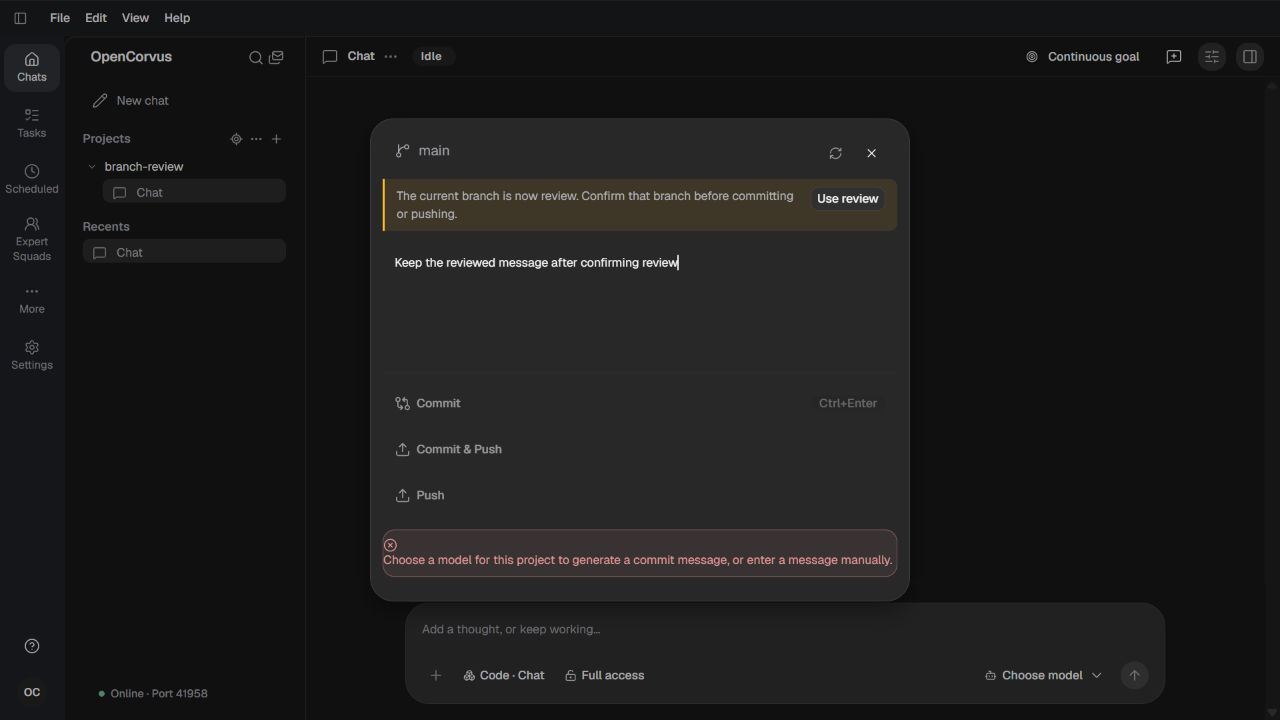 File Edit View Help
Chats
Tasks
Scheduled
Expert
Squads
More
Settings
OC
OpenCorvus
New chat
Projects
branch-review
Chat
Recents
Chat
Online · Port 41958
Chat ··· Idle
Continuous goal
main
The current branch is now review. Confirm that branch before committing
or pushing.
Use review
Keep the reviewed message after confirming review
Commit Ctrl+Enter
Commit & Push
Push
Choose a model for this project to generate a commit message, or enter a message manually.
Add a thought, or keep working...
Code · Chat Full access Choose model